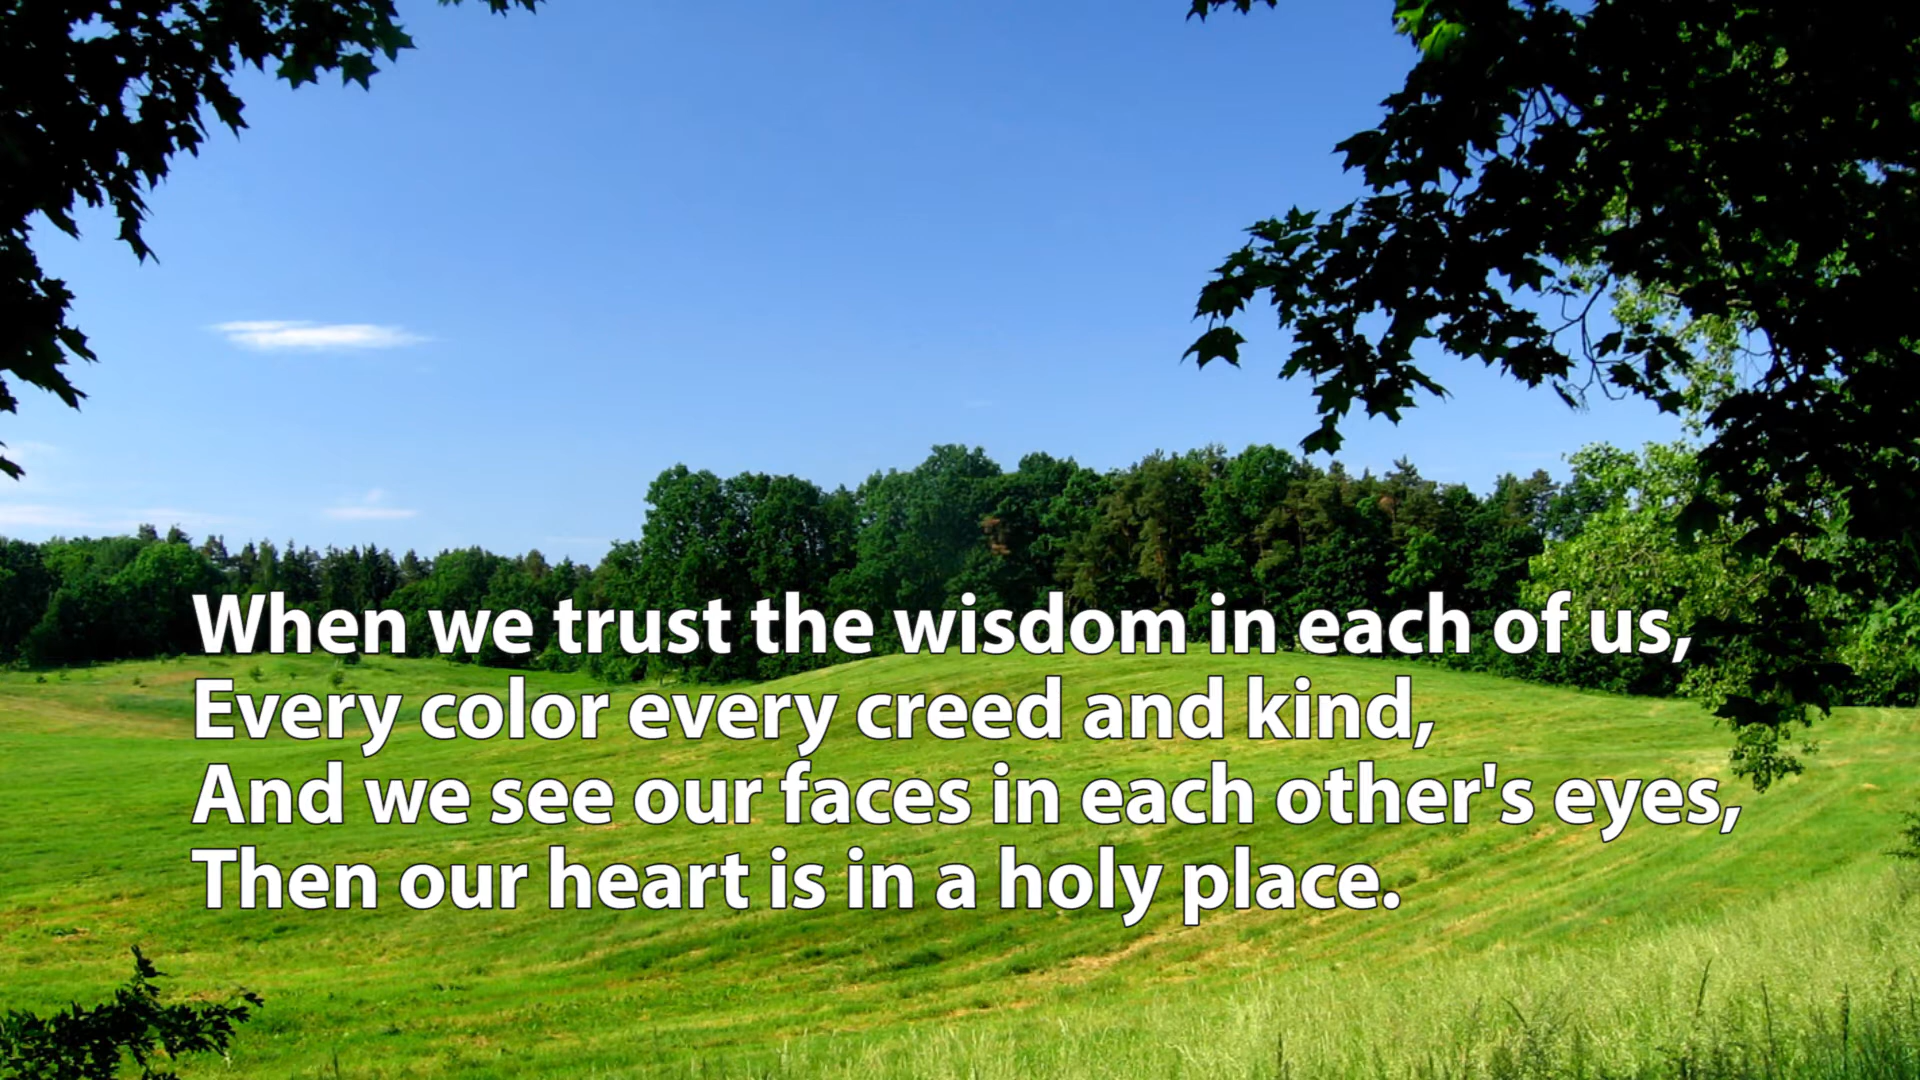 When we trust the wisdom in each of us,
Every color every creed and kind,
And we see our faces in each other's eyes,
Then our heart is in a holy place.